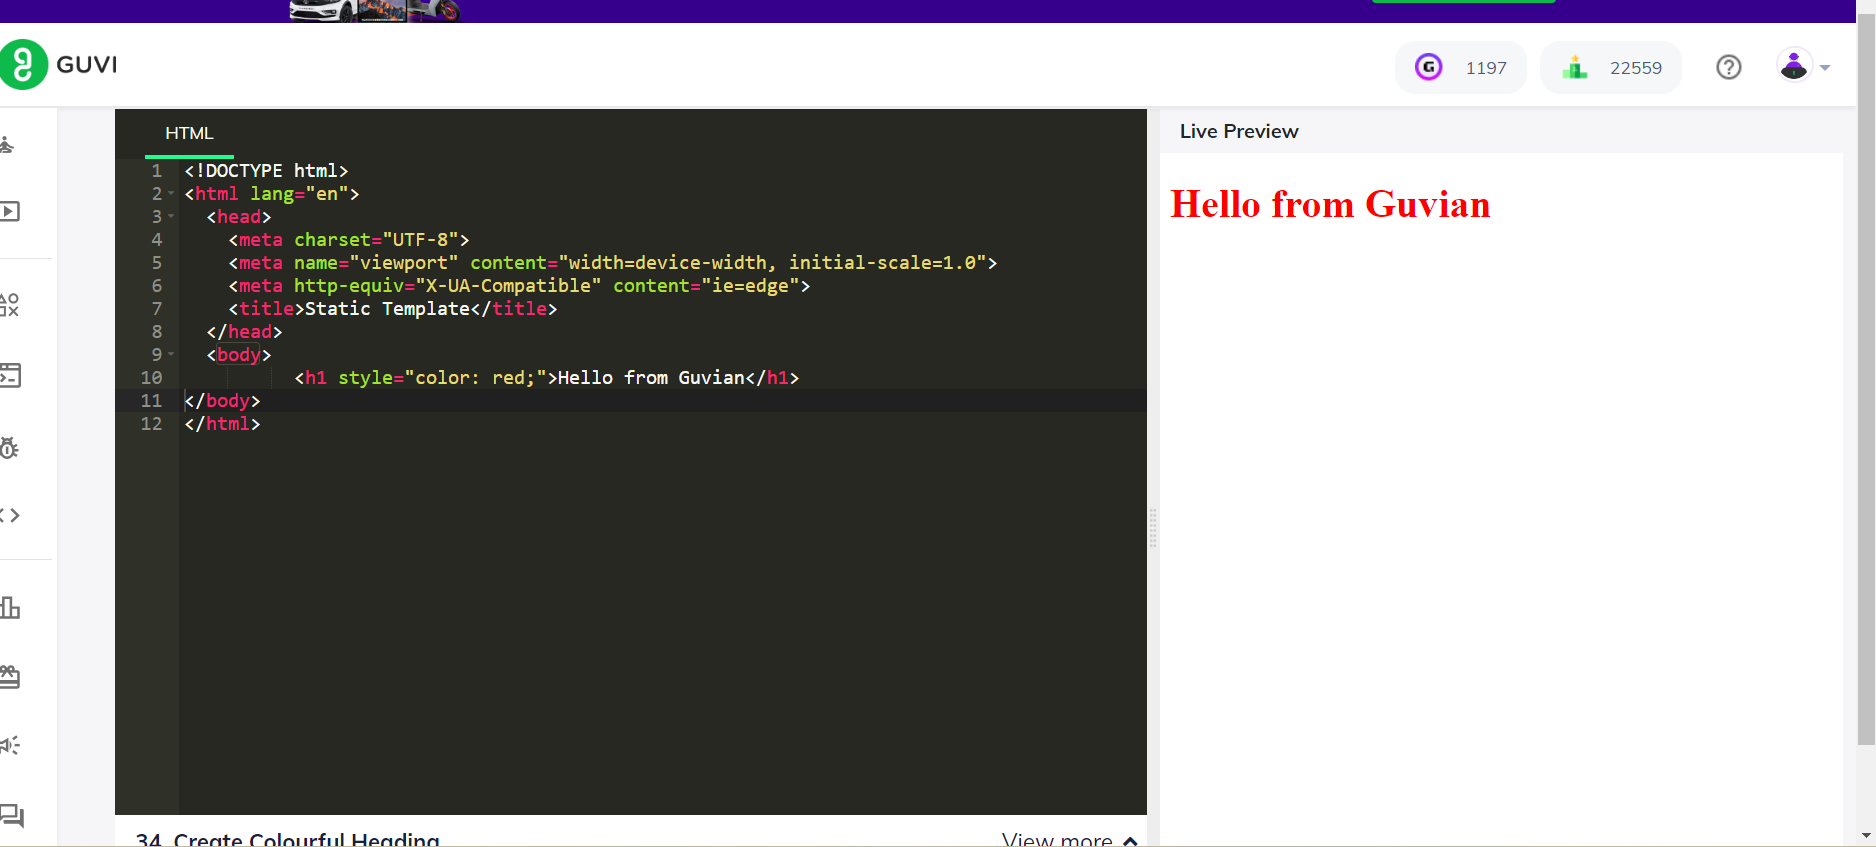 GUVI
1197
22559
HTML
Live Preview
1 <!DOCTYPE html>
2 <html lang="en">
3 <head>
4 <meta charset="UTF-8">
5 <meta name="viewport" content="width=device-width, initial-scale=1.0">
6 <meta http-equiv="X-UA-Compatible" content="ie=edge">
7 <title>Static Template</title>
8 </head>
9 <body>
10 <h1 style="color: red;">Hello from Guvian</h1>
11 </body>
12 </html>
Hello from Guvian
34. Create Colourful Heading
View more